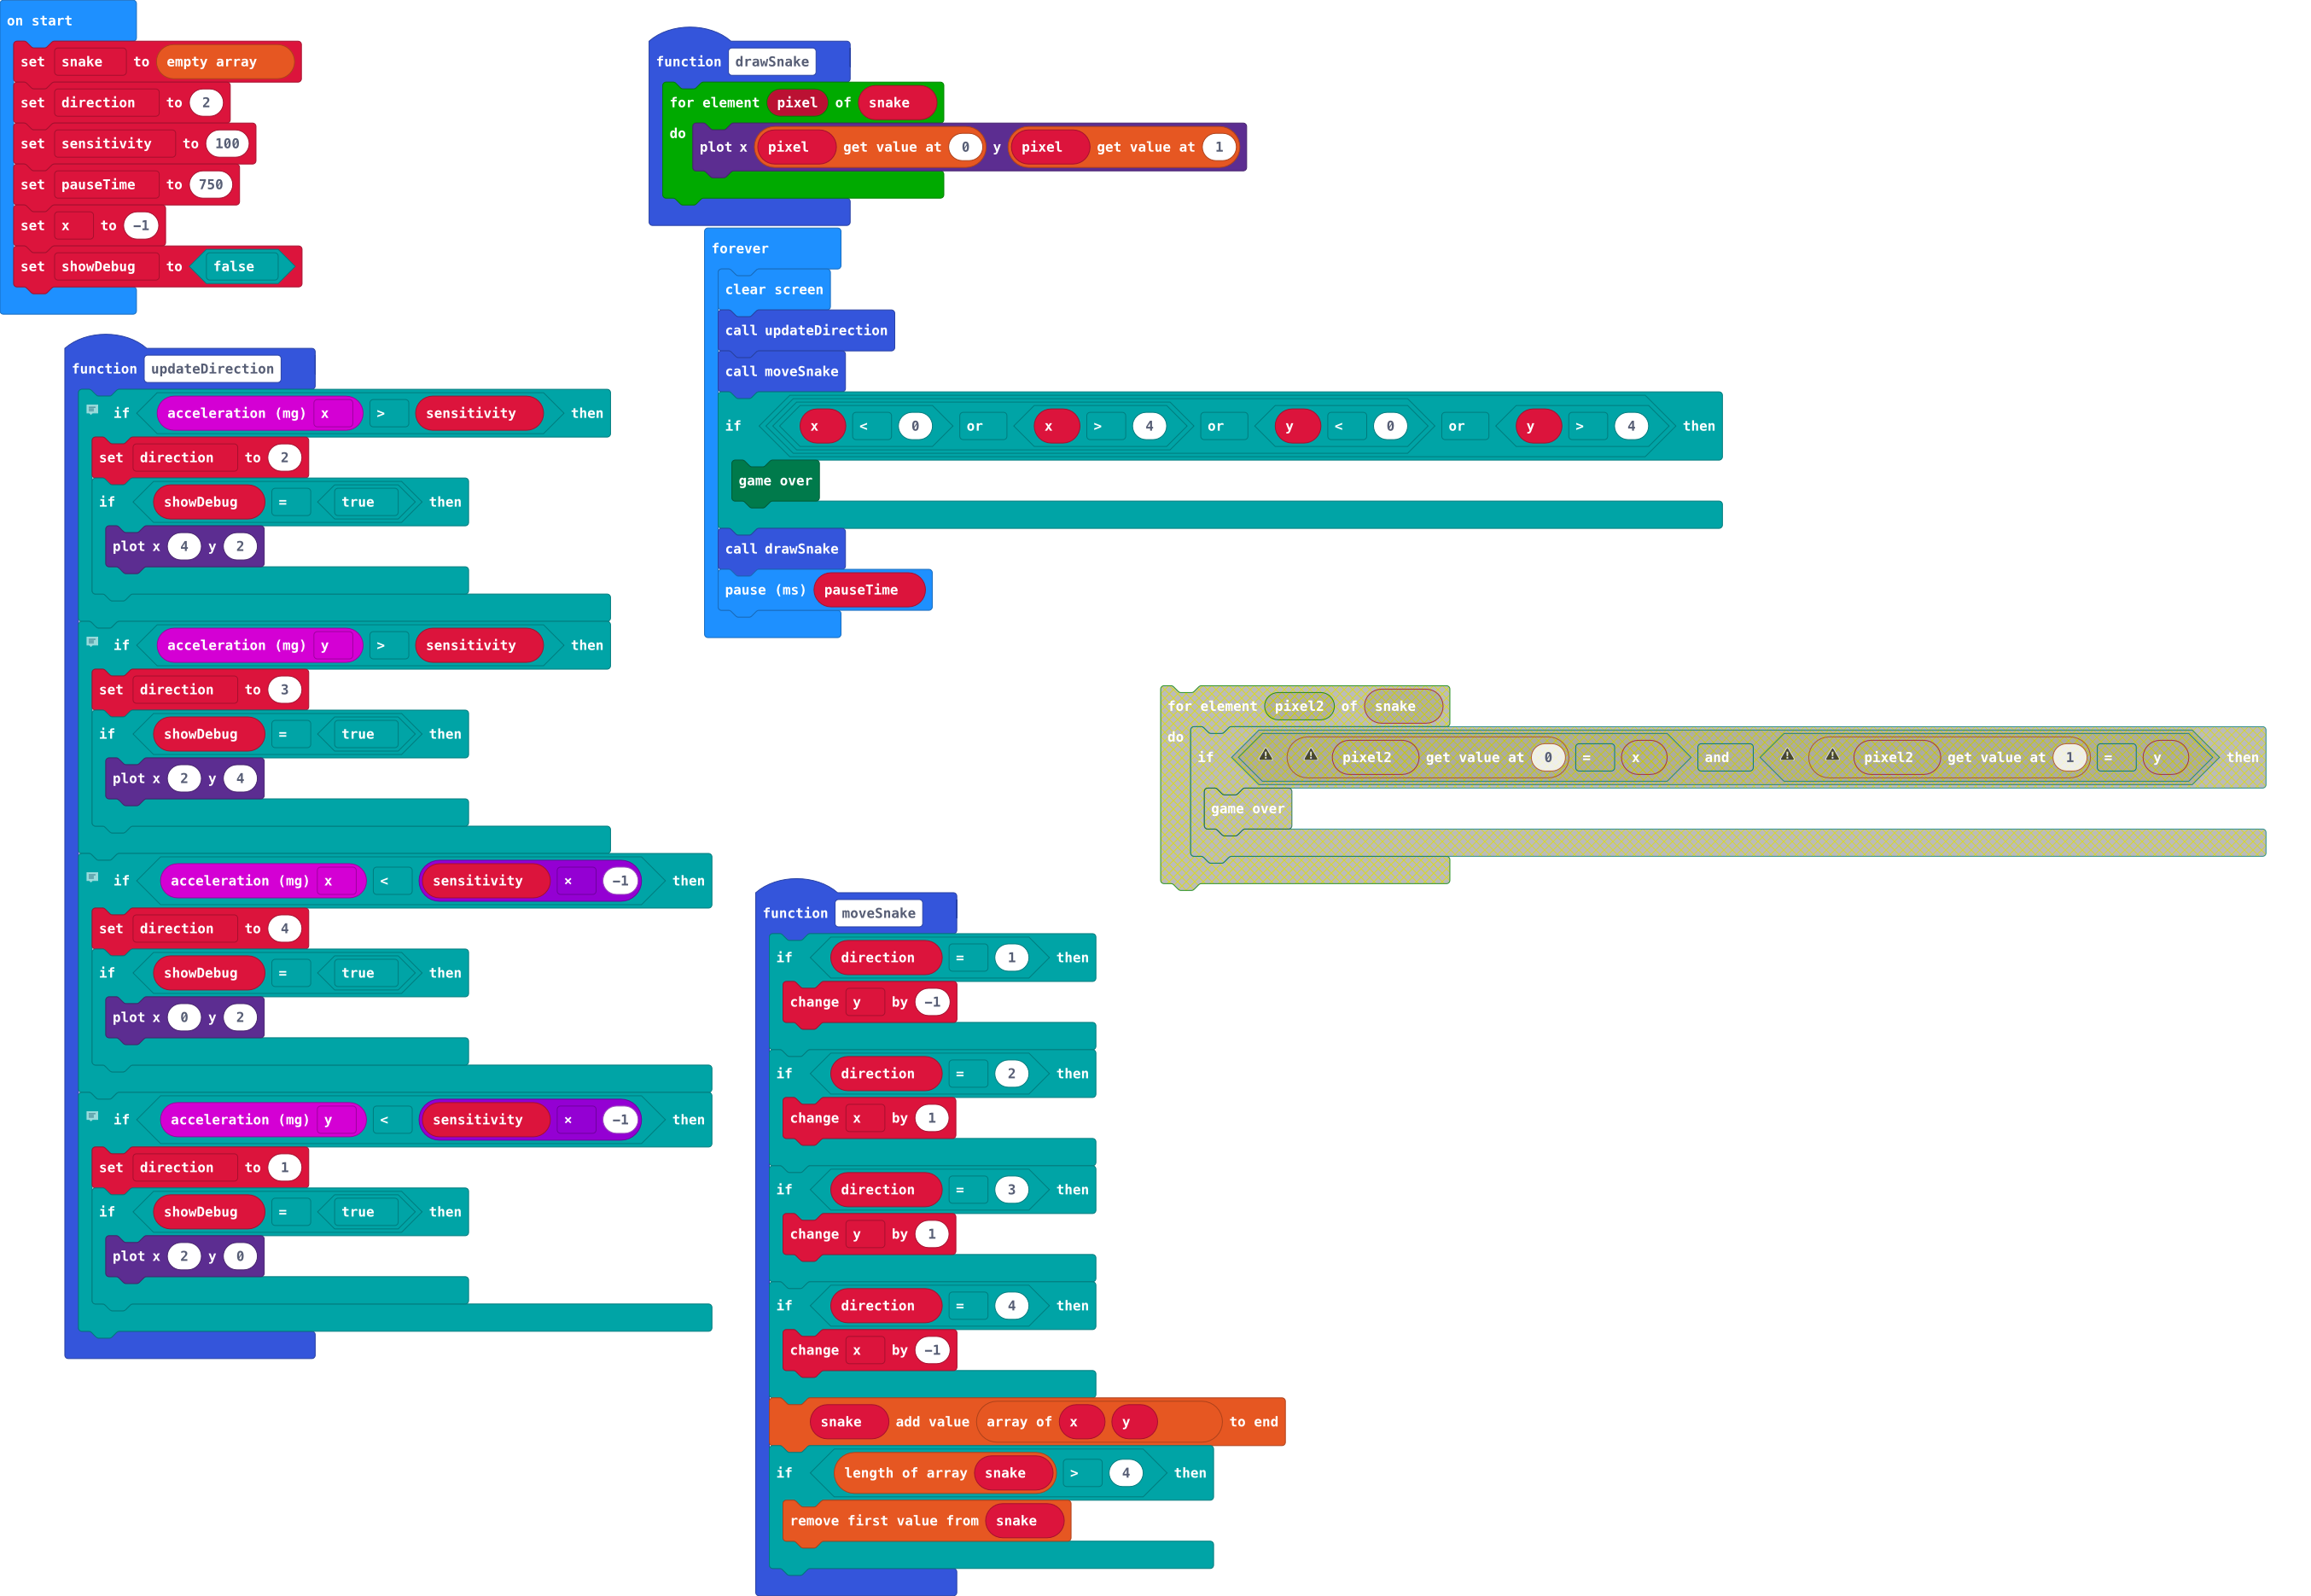 on start
set snake to empty array
set direction to 2
set sensitivity to 100
set pauseTime to 750
set x to −1
set showDebug to false
function updateDirection
if acceleration (mg) x > sensitivity then
set direction to 2
if showDebug = true then
plot x 4 y 2
if acceleration (mg) y > sensitivity then
set direction to 3
if showDebug = true then
plot x 2 y 4
if acceleration (mg) x < sensitivity × −1 then
set direction to 4
if showDebug = true then
plot x 0 y 2
if acceleration (mg) y < sensitivity × −1 then
set direction to 1
if showDebug = true then
plot x 2 y 0
function drawSnake
for element pixel of snake
do plot x pixel get value at 0 y pixel get value at 1
forever
clear screen
call updateDirection
call moveSnake
if x < 0 or x > 4 or y < 0 or y > 4 then
game over
call drawSnake
pause (ms) pauseTime
for element pixel2 of snake
do
if pixel2 get value at 0 = x and pixel2 get value at 1 = y then
game over
function moveSnake
if direction = 1 then
change y by −1
if direction = 2 then
change x by 1
if direction = 3 then
change y by 1
if direction = 4 then
change x by −1
snake add value array of x y to end
if length of array snake > 4 then
remove first value from snake